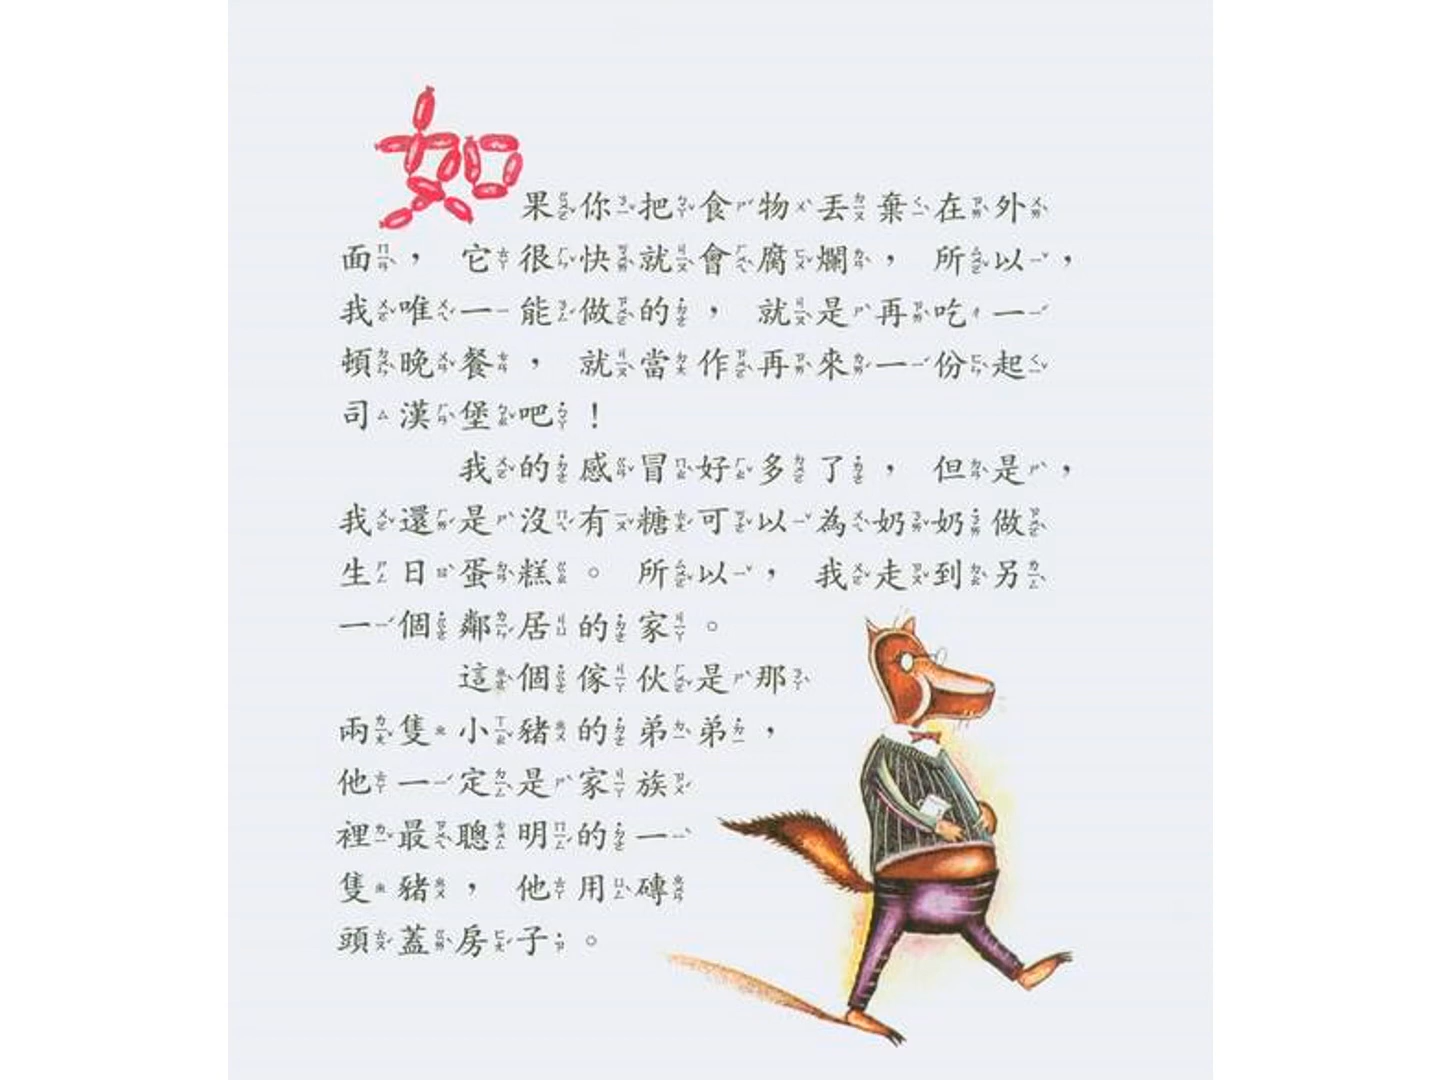 如果你把食物丟棄在外
面，它很快就會腐爛，所以，
我唯一能做的，就是再吃一
頓晚餐，就當作再來一份起
司漢堡吧！
我的感冒好多了，但是，
我還是沒有糖可以為奶奶做
生日蛋糕。所以，我走到另
一個鄰居的家。
這個傢伙是那
兩隻小豬的弟弟，
他一定是家族
裡最聰明的一
隻豬，他用磚
頭蓋房子。